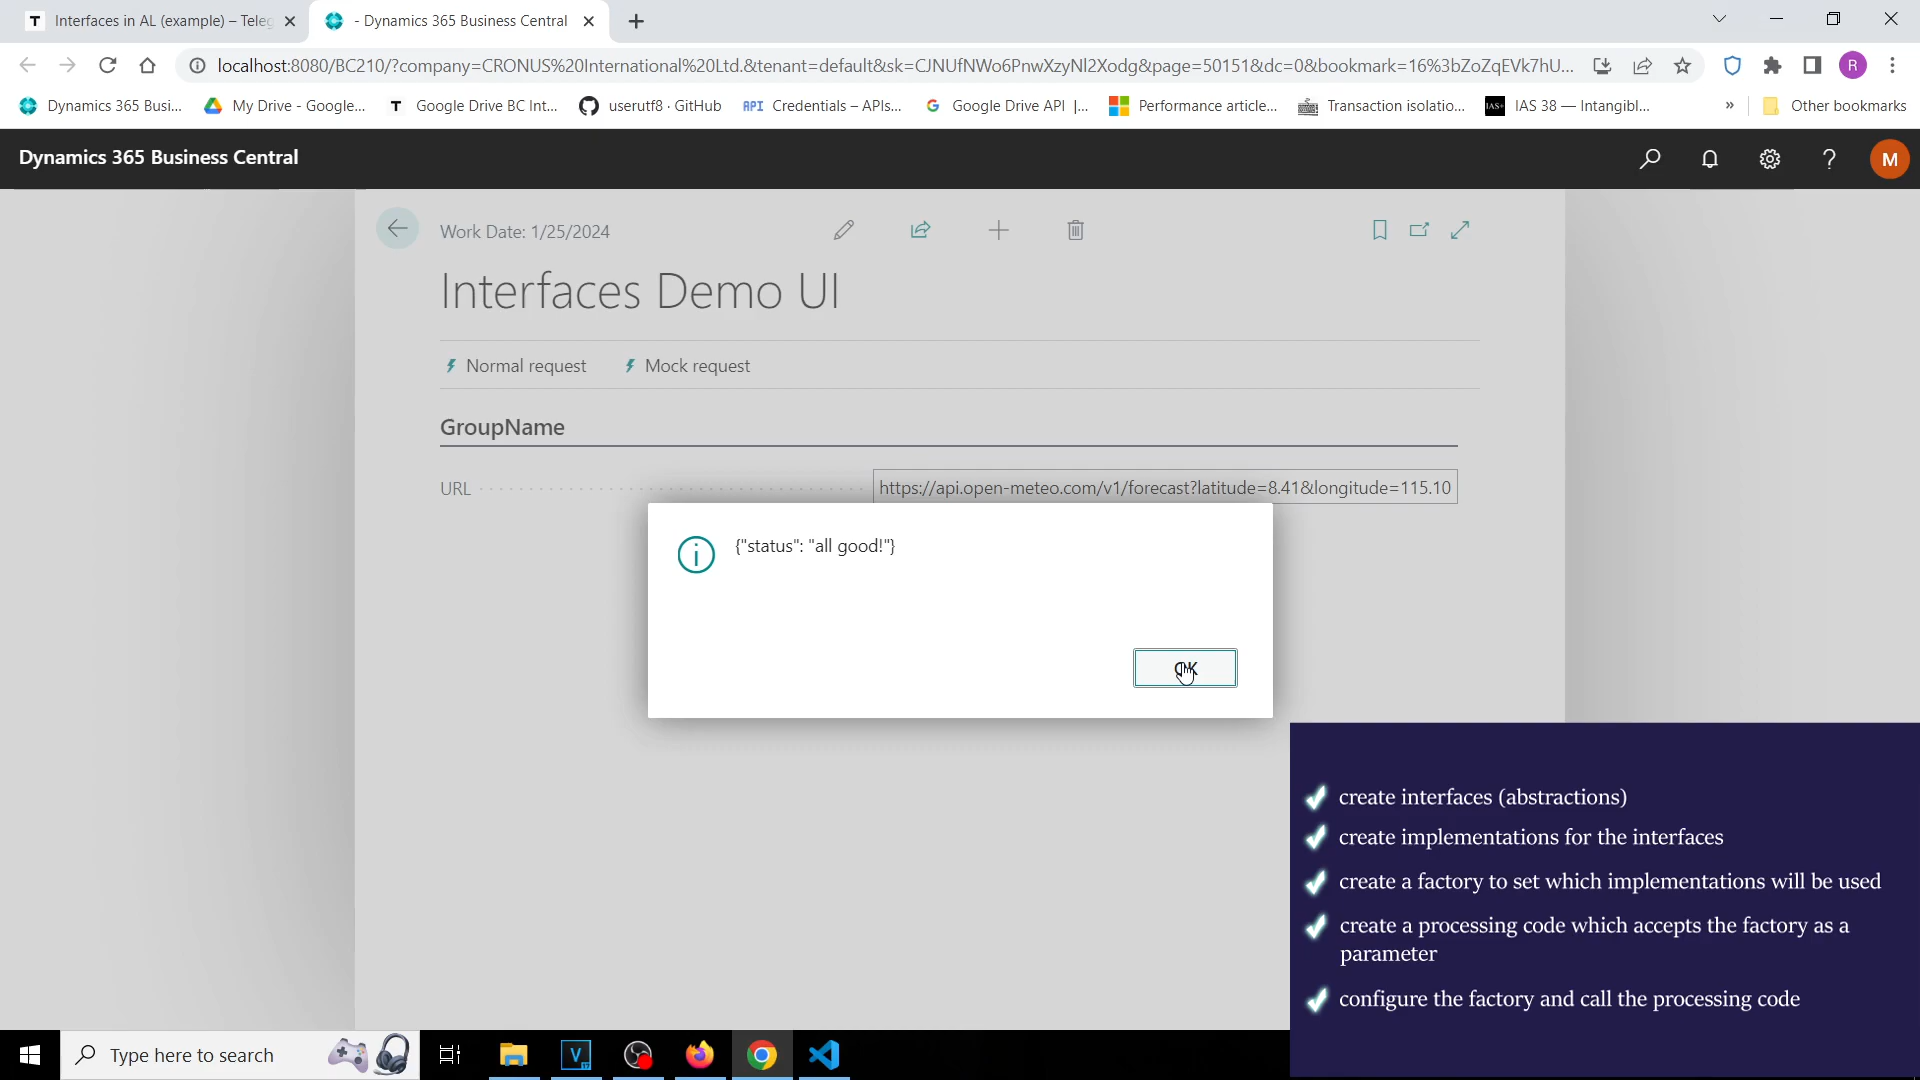 Interfaces in AL (example) – Teleg
- Dynamics 365 Business Central
localhost:8080/BC210/?company=CRONUS%20International%20Ltd.&tenant=default&sk=CJNUfNWo6PnwXzyNl2Xodg&page=50151&dc=0&bookmark=16%3bZoZqEVk7hU...
R
Dynamics 365 Busi...
My Drive - Google...
T Google Drive BC Int...
userutf8 · GitHub
API Credentials – APIs...
G Google Drive API |...
Performance article...
Transaction isolatio...
IAS+ IAS 38 — Intangibl...
»
Other bookmarks
Dynamics 365 Business Central
?
M
Work Date: 1/25/2024
Interfaces Demo UI
Normal request
Mock request
GroupName
URL
https://api.open-meteo.com/v1/forecast?latitude=8.41&longitude=115.10
{"status": "all good!"}
OK
create interfaces (abstractions)
create implementations for the interfaces
create a factory to set which implementations will be used
create a processing code which accepts the factory as a
parameter
configure the factory and call the processing code
Type here to search